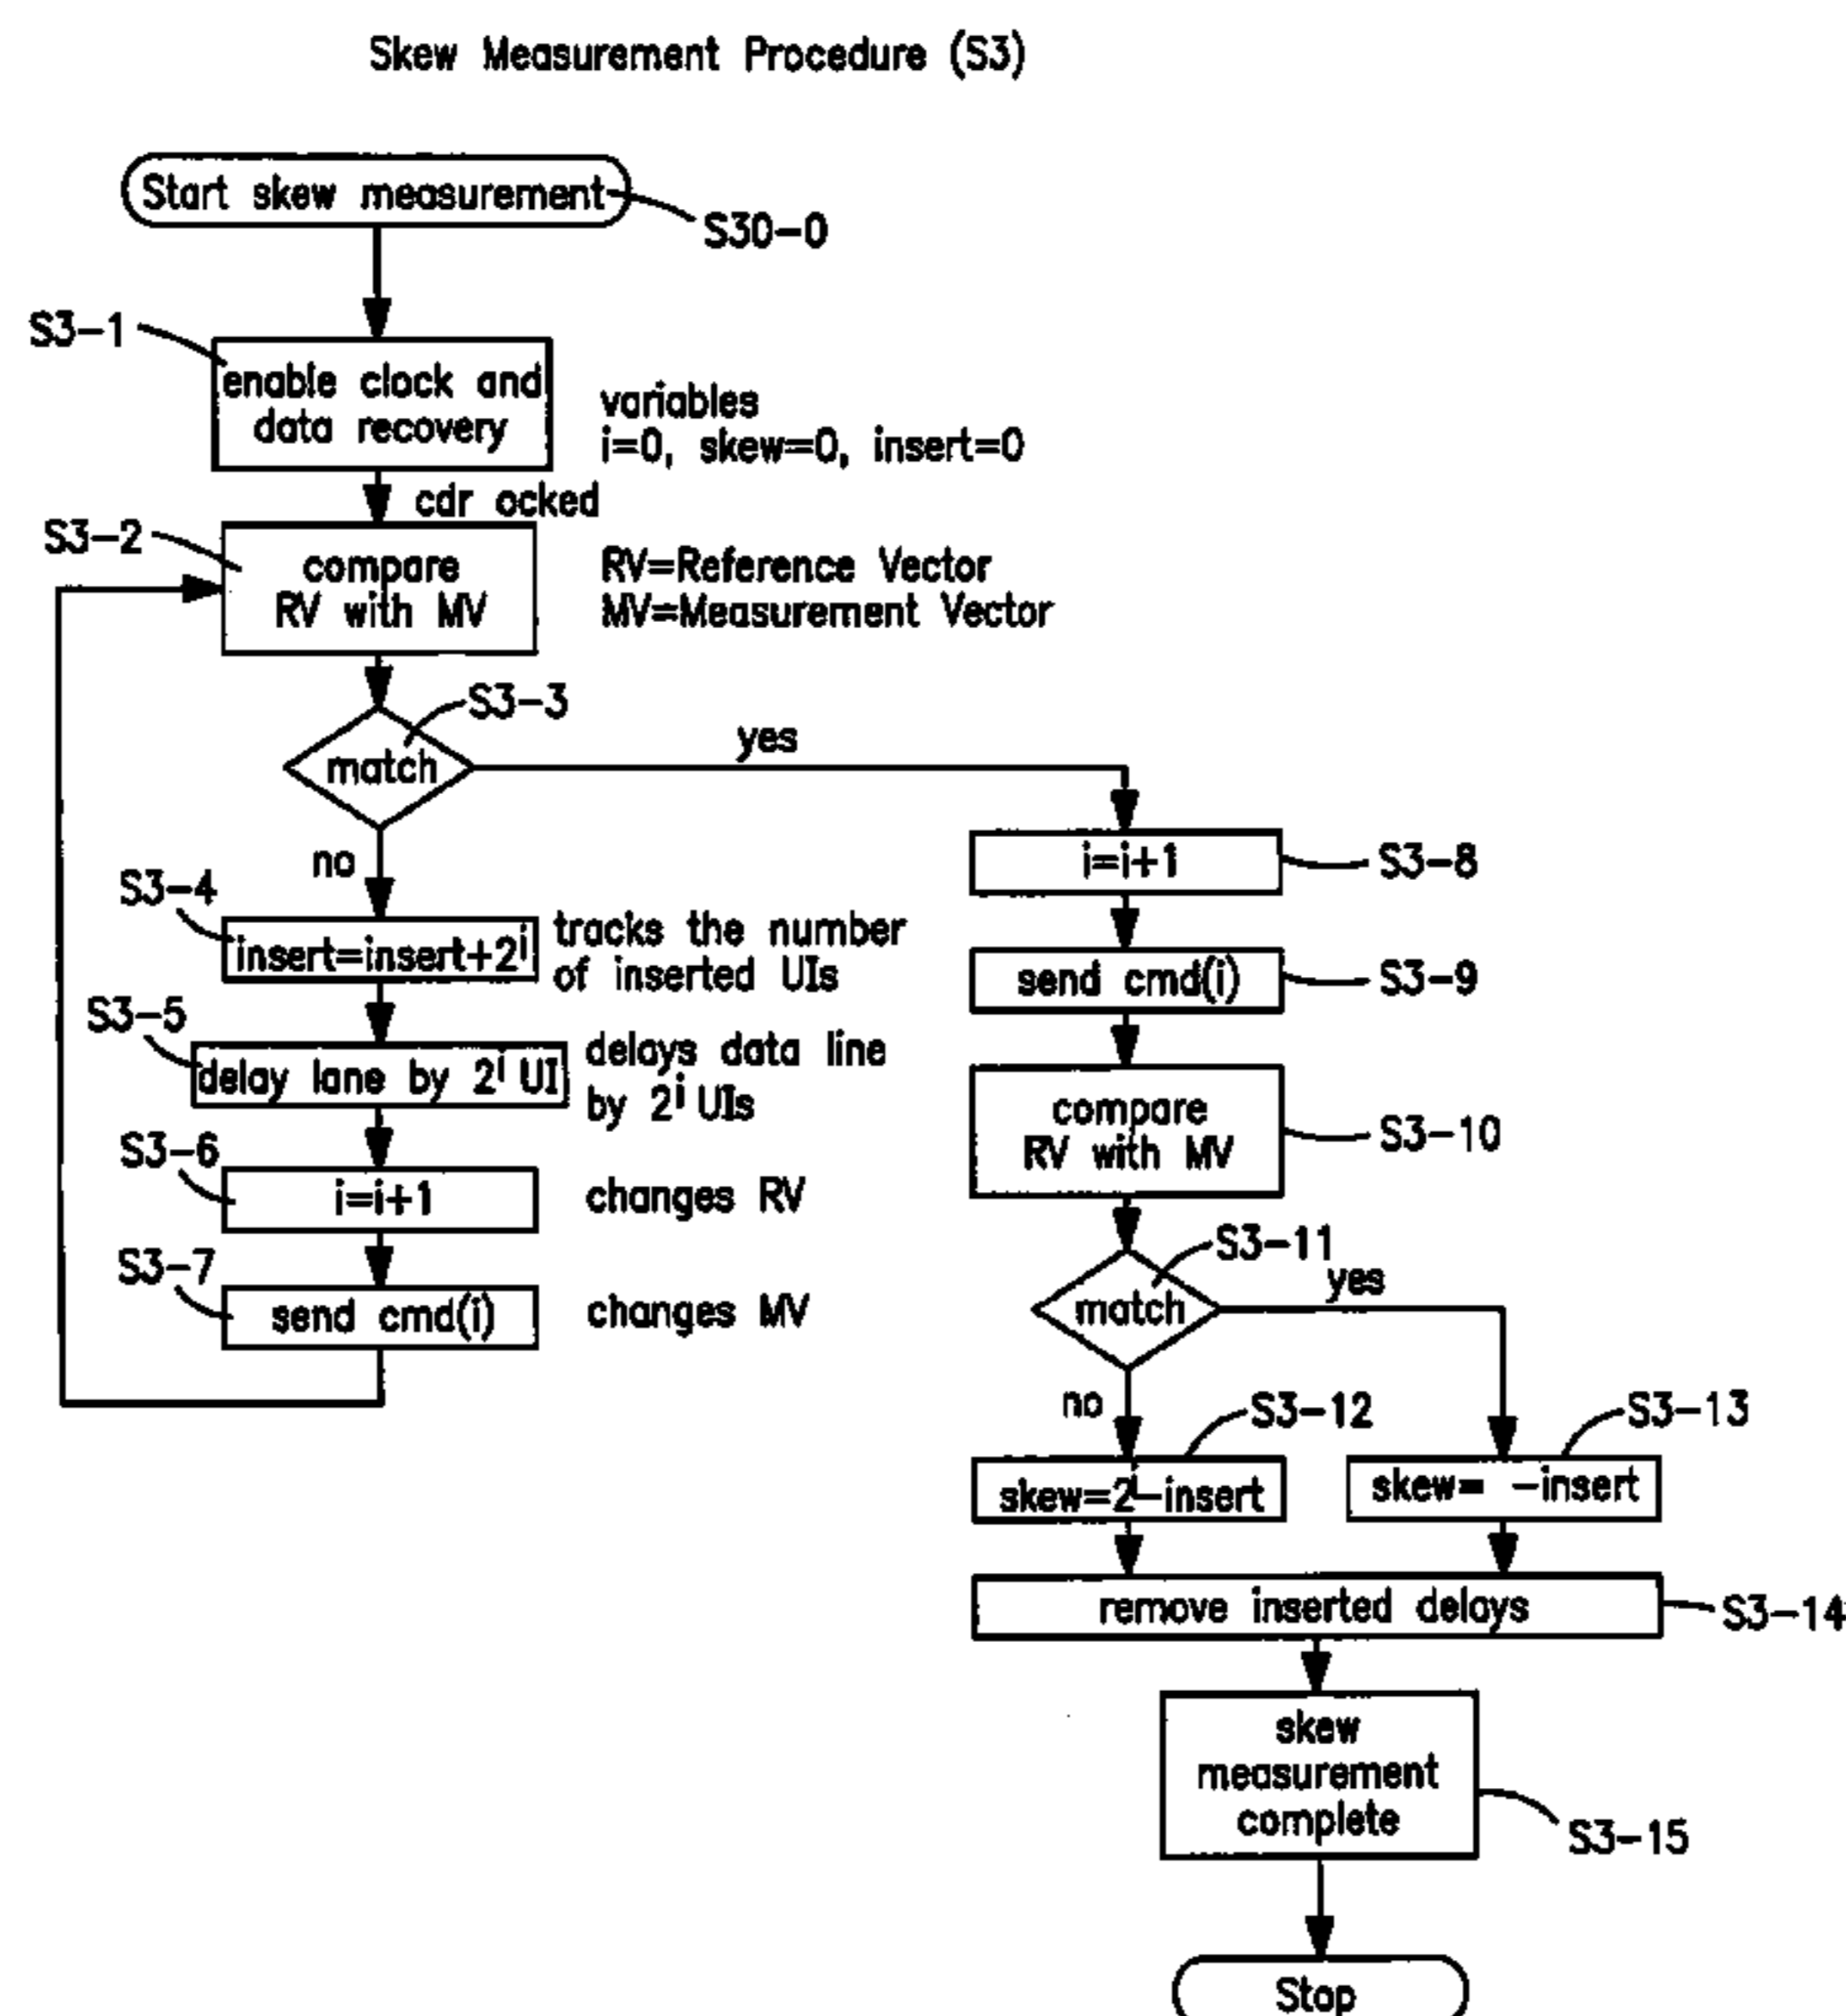 Skew Measurement Procedure (S3)
Start skew measurement
S30-0
S3-1
enable clock and
data recovery
variables
i=0, skew=0, insert=0
cdr ocked
S3-2
compare
RV with MV
RV=Reference Vector
MV=Measurement Vector
S3-3
match
yes
no
S3-4
insert=insert+2^i
tracks the number
of inserted UIs
S3-5
delay lane by 2^i UI
delays data line
by 2^i UIs
S3-6
i=i+1
changes RV
S3-7
send cmd(i)
changes MV
i=i+1
S3-8
send cmd(i)
S3-9
compare
RV with MV
S3-10
S3-11
match
yes
no
S3-12
skew=2^i-insert
S3-13
skew= -insert
remove inserted delays
S3-14
skew
measurement
complete
S3-15
Stop